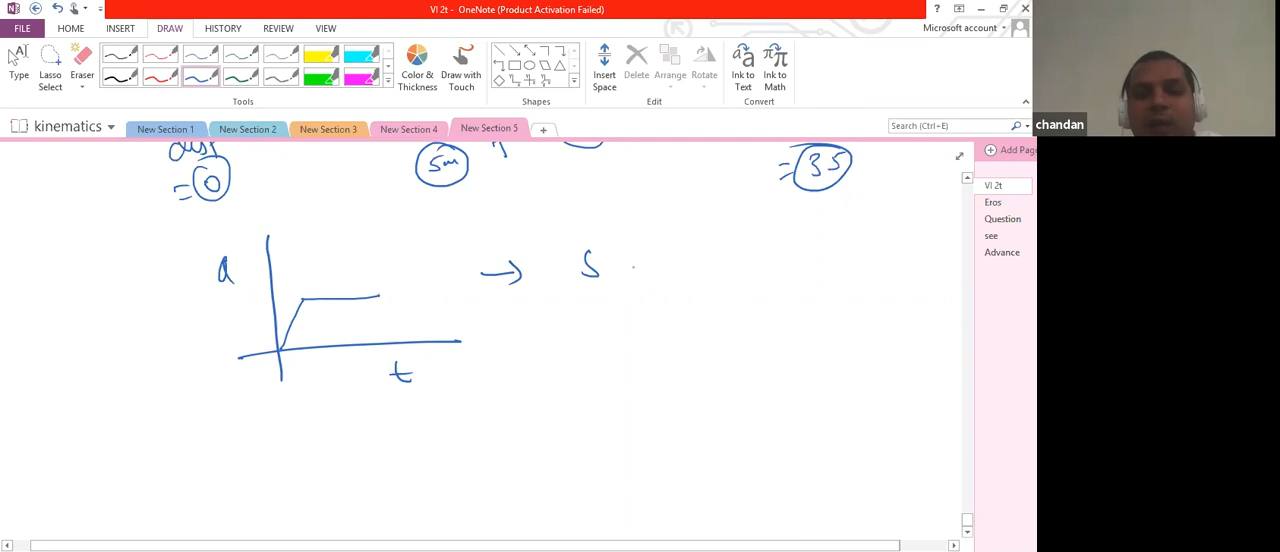 VI 2t - OneNote (Product Activation Failed)
FILE HOME INSERT DRAW HISTORY REVIEW VIEW Microsoft account
Type Lasso Select Eraser Color & Thickness Draw with Touch Insert Space Delete Arrange Rotate Ink to Text Ink to Math
Tools Shapes Edit Convert
kinematics New Section 1 New Section 2 New Section 3 New Section 4 New Section 5 Search (Ctrl+E)
chandan
Add Page
VI 2t
Eros
Question
see
Advance
5m
= 0
= 35
a → S
t